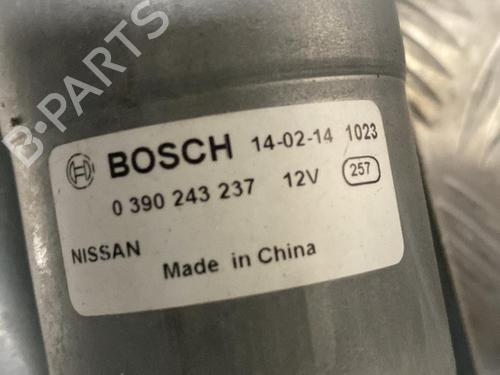 B-PARTS
BOSCH 14-02-14 1023
0 390 243 237 12V 257
NISSAN
Made in China